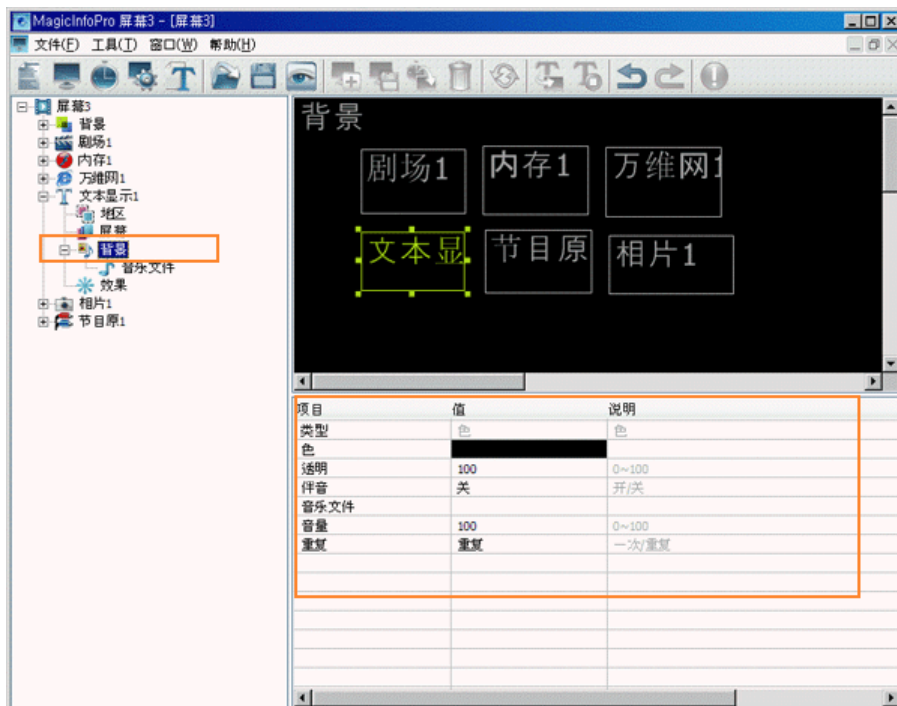 MagicInfoPro 屏幕3 - [屏幕3]
文件(F) 工具(T) 窗口(W) 帮助(H)
屏幕3
背景
剧场1
内存1
万维网1
文本显示1
地区
屏幕
背景
音乐文件
效果
相片1
节目原1
背景
剧场1 内存1 万维网1
文本显 节目原 相片1
项目 值 说明
类型 色 色
色
透明 100 0~100
伴音 关 开/关
音乐文件
音量 100 0~100
重复 重复 一次/重复